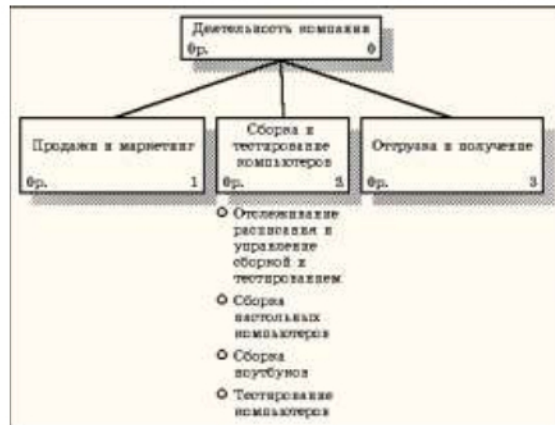 Деятельность компании
0р. 0
Продажи и маркетинг
0р. 1
Сборка и
тестирование
компьютеров
0р. 2
Отгрузка и получение
0р. 3
Отслеживание
расписания и
управление
сборкой и
тестированием
Сборка
настольных
компьютеров
Сборка
ноутбуков
Тестирование
компьютеров